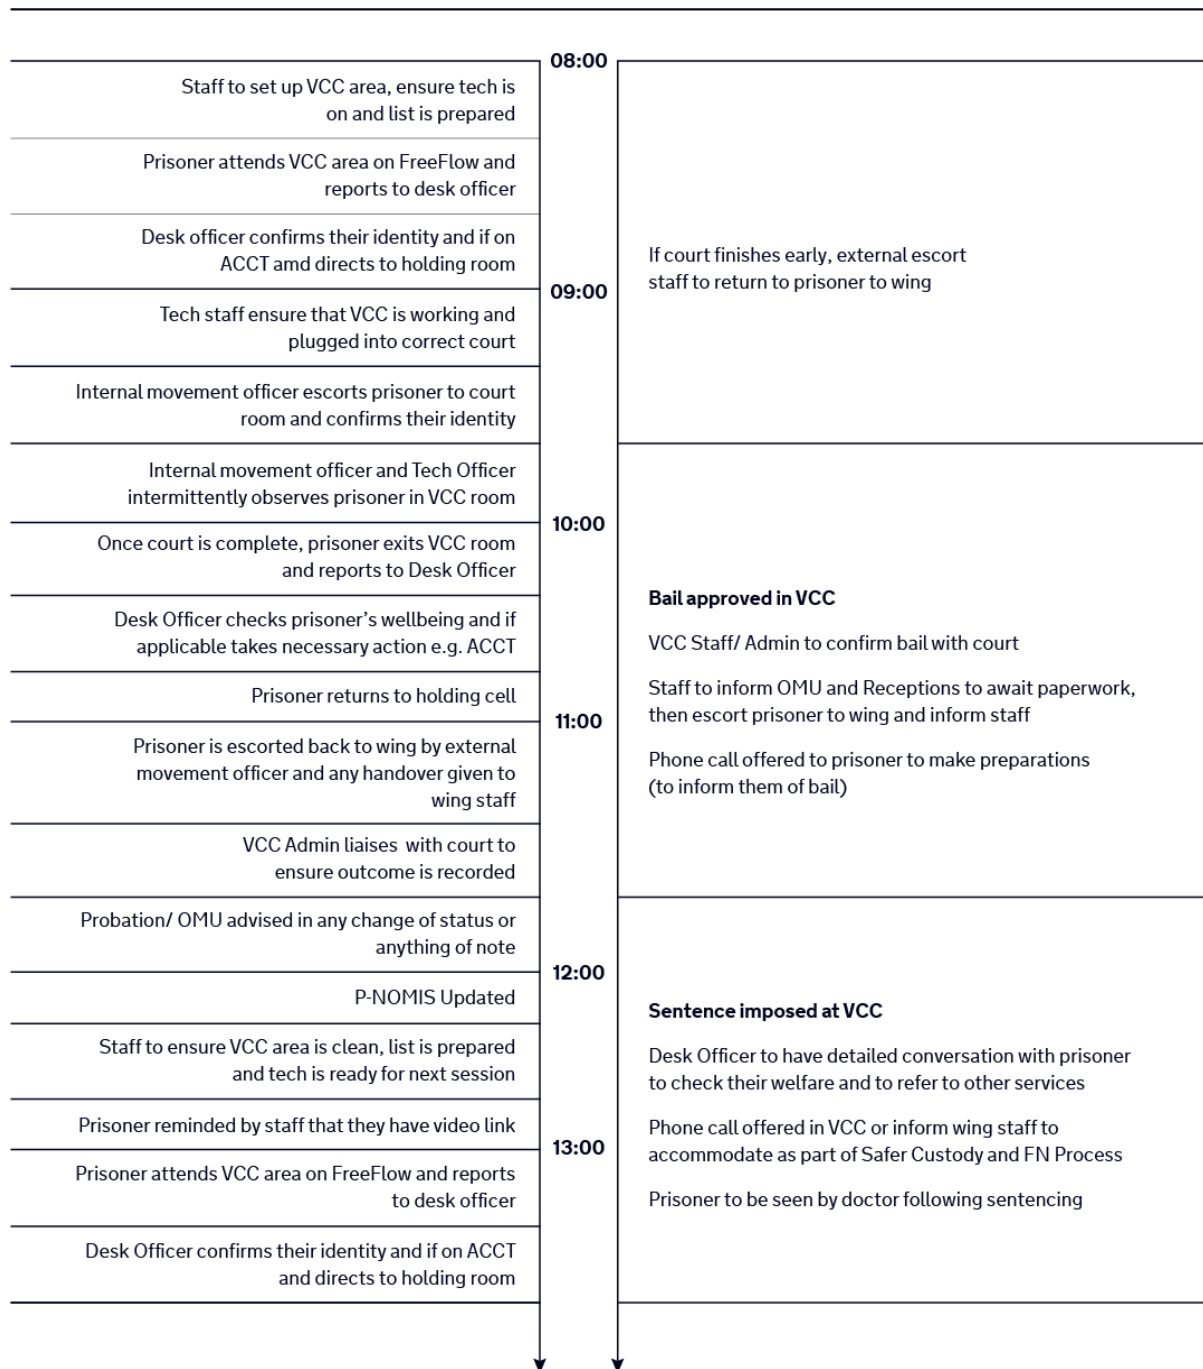 08:00
Staff to set up VCC area, ensure tech is
on and list is prepared
Prisoner attends VCC area on FreeFlow and
reports to desk officer
Desk officer confirms their identity and if on
ACCT amd directs to holding room
09:00
Tech staff ensure that VCC is working and
plugged into correct court
Internal movement officer escorts prisoner to court
room and confirms their identity
Internal movement officer and Tech Officer
intermittently observes prisoner in VCC room
10:00
Once court is complete, prisoner exits VCC room
and reports to Desk Officer
Desk Officer checks prisoner's wellbeing and if
applicable takes necessary action e.g. ACCT
Prisoner returns to holding cell
11:00
Prisoner is escorted back to wing by external
movement officer and any handover given to
wing staff
VCC Admin liaises with court to
ensure outcome is recorded
Probation/ OMU advised in any change of status or
anything of note
12:00
P-NOMIS Updated
Staff to ensure VCC area is clean, list is prepared
and tech is ready for next session
Prisoner reminded by staff that they have video link
13:00
Prisoner attends VCC area on FreeFlow and reports
to desk officer
Desk Officer confirms their identity and if on ACCT
and directs to holding room
If court finishes early, external escort
staff to return to prisoner to wing
Bail approved in VCC
VCC Staff/ Admin to confirm bail with court
Staff to inform OMU and Receptions to await paperwork,
then escort prisoner to wing and inform staff
Phone call offered to prisoner to make preparations
(to inform them of bail)
Sentence imposed at VCC
Desk Officer to have detailed conversation with prisoner
to check their welfare and to refer to other services
Phone call offered in VCC or inform wing staff to
accommodate as part of Safer Custody and FN Process
Prisoner to be seen by doctor following sentencing